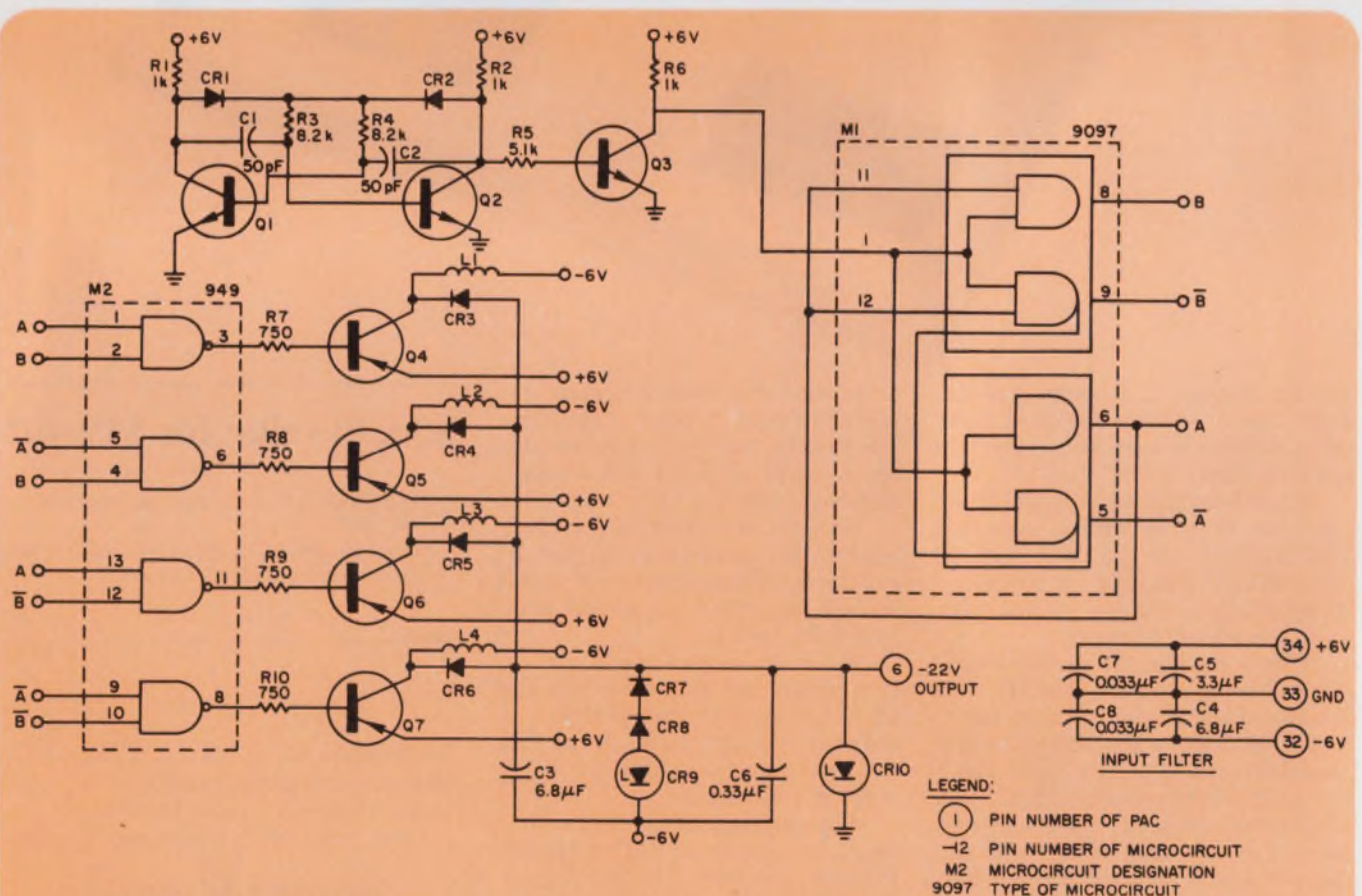 +6V
+6V
+6V
R1
1k
CR1
CR2
R2
1k
R6
1k
C1
50pF
R3
8.2k
R4
8.2k
C2
50pF
R5
5.1k
Q1
Q2
Q3
M1
9097
11
1
12
8
B
9
B̅
6
A
5
A̅
M2
949
A
1
B
2
3
R7
750
Q4
L1
-6V
CR3
+6V
A̅
5
B
4
6
R8
750
Q5
L2
-6V
CR4
+6V
A
13
B̅
12
11
R9
750
Q6
L3
-6V
CR5
+6V
A̅
9
B̅
10
8
R10
750
Q7
L4
-6V
CR6
+6V
6
-22V
OUTPUT
CR7
CR8
CR9
L
C3
6.8µF
C6
0.33µF
L
CR10
-6V
C7
0.033µF
C5
3.3µF
C8
0.033µF
C4
6.8µF
34
+6V
33
GND
32
-6V
INPUT FILTER
LEGEND:
1 PIN NUMBER OF PAC
12 PIN NUMBER OF MICROCIRCUIT
M2 MICROCIRCUIT DESIGNATION
9097 TYPE OF MICROCIRCUIT